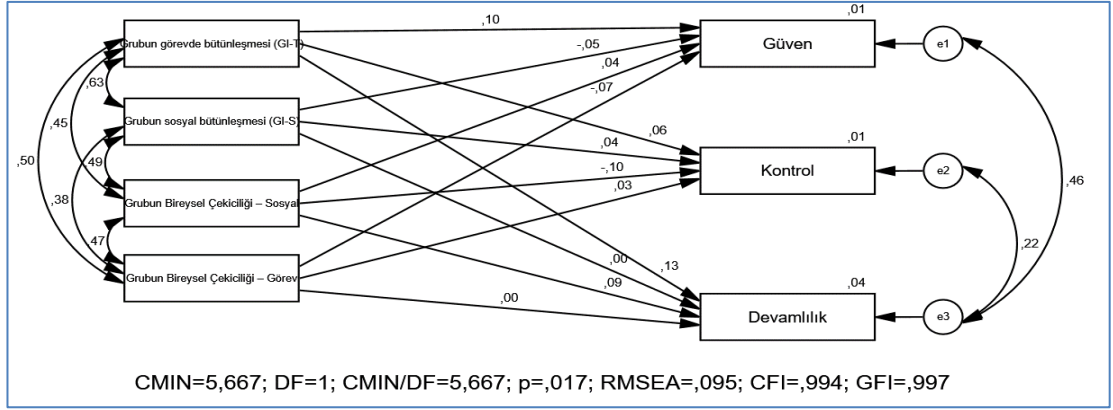 Grubun görevde bütünleşmesi (GI-T)
Grubun sosyal bütünleşmesi (GI-S)
Grubun Bireysel Çekiciliği – Sosyal
Grubun Bireysel Çekiciliği – Görev
,63
,45
,50
,49
,38
,47
,10
-,05
,04
-,07
,06
,04
-,10
,03
,00
,13
,09
,00
,01
Güven
e1
,01
Kontrol
e2
,04
Devamlılık
e3
,46
,22
CMIN=5,667; DF=1; CMIN/DF=5,667; p=,017; RMSEA=,095; CFI=,994; GFI=,997